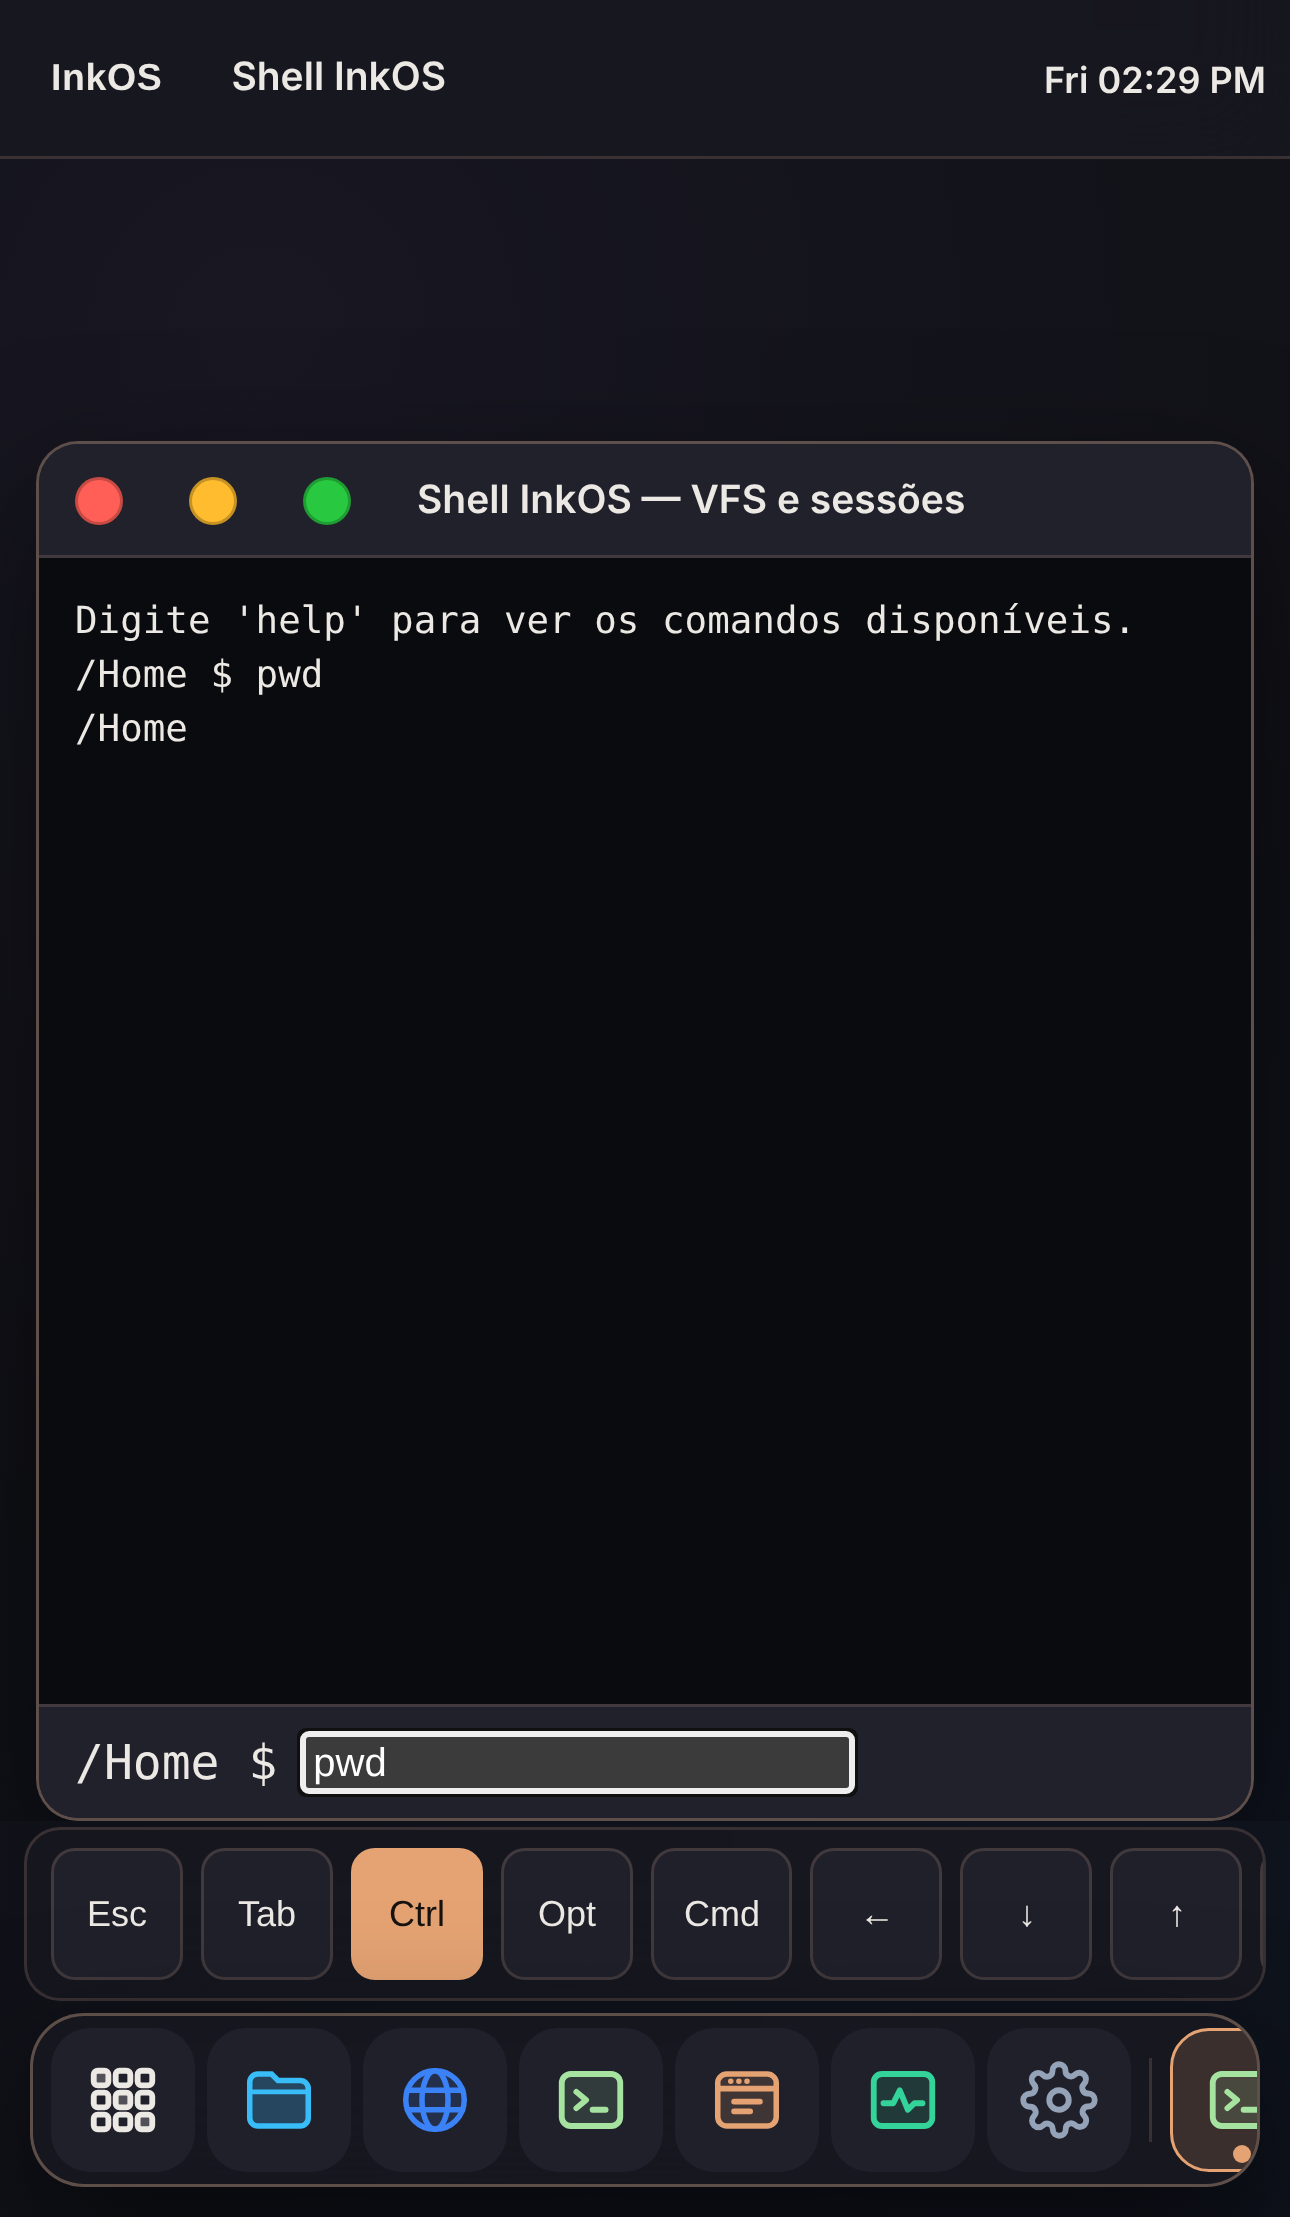 InkOS Shell InkOS Fri 02:29 PM
Shell InkOS — VFS e sessões
Digite 'help' para ver os comandos disponíveis.
/Home $ pwd
/Home
/Home $ pwd
Esc Tab Ctrl Opt Cmd ← ↓ ↑